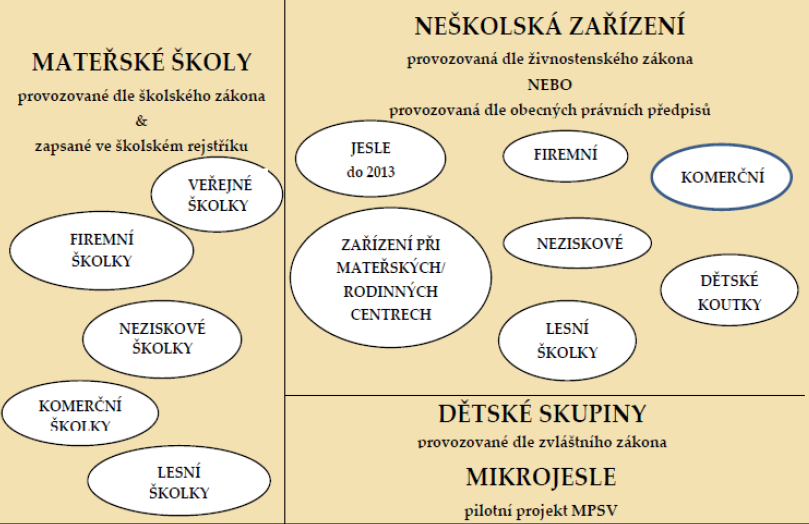 MATEŘSKÉ ŠKOLY
provozované dle školského zákona
&
zapsané ve školském rejstříku
VEŘEJNÉ
ŠKOLKY
FIREMNÍ
ŠKOLKY
NEZISKOVÉ
ŠKOLKY
KOMERČNÍ
ŠKOLKY
LESNÍ
ŠKOLKY
NEŠKOLSKÁ ZAŘÍZENÍ
provozovaná dle živnostenského zákona
NEBO
provozovaná dle obecných právních předpisů
JESLE
do 2013
FIREMNÍ
KOMERČNÍ
ZAŘÍZENÍ PŘI
MATEŘSKÝCH/
RODINNÝCH
CENTRECH
NEZISKOVÉ
DĚTSKÉ
KOUTKY
LESNÍ
ŠKOLKY
DĚTSKÉ SKUPINY
provozované dle zvláštního zákona
MIKROJESLE
pilotní projekt MPSV